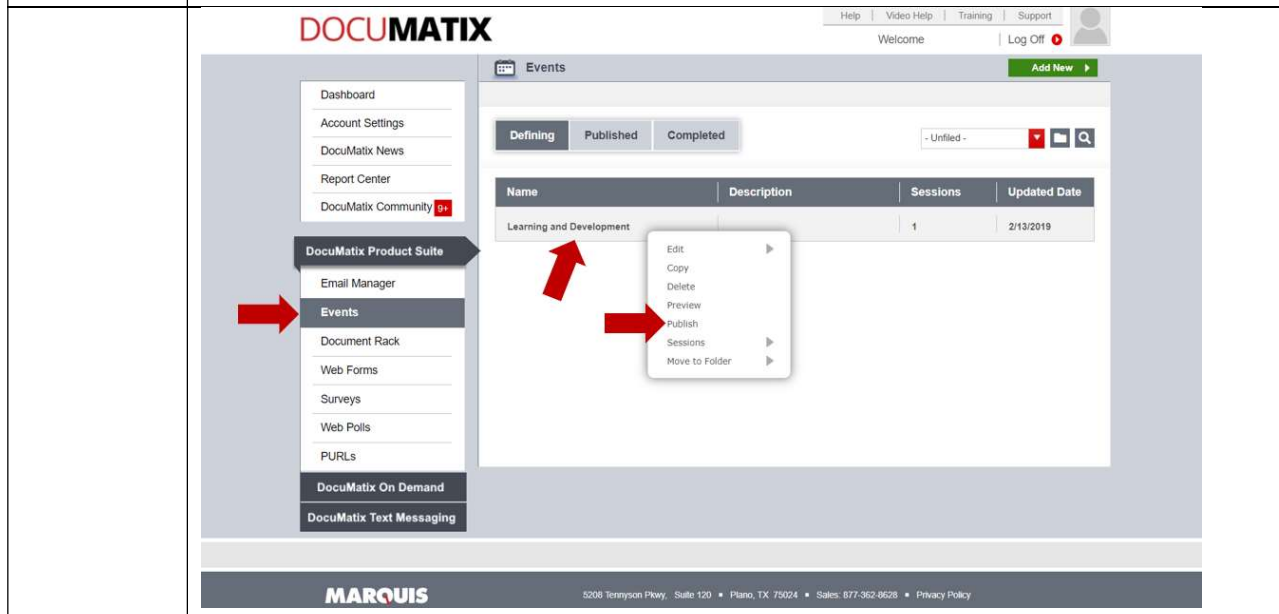 DOCUMATIX
Help | Video Help | Training | Support
Welcome | Log Off
Events
Add New
Dashboard
Account Settings
DocuMatix News
Report Center
DocuMatix Community 9+
DocuMatix Product Suite
Email Manager
Events
Document Rack
Web Forms
Surveys
Web Polls
PURLs
DocuMatix On Demand
DocuMatix Text Messaging
Defining Published Completed
- Unfiled -
Name Description Sessions Updated Date
Learning and Development 1 2/13/2019
Edit
Copy
Delete
Preview
Publish
Sessions
Move to Folder
MARQUIS
5208 Tennyson Pkwy, Suite 120 ▪ Plano, TX 75024 ▪ Sales: 877-362-8628 ▪ Privacy Policy